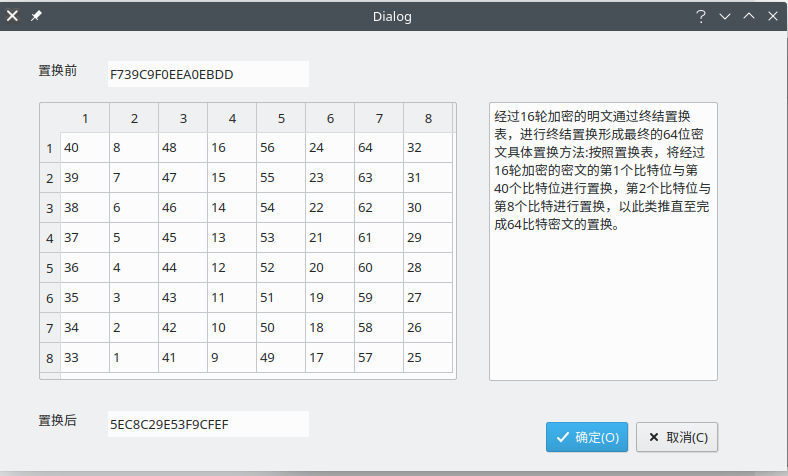 Dialog
置换前
F739C9F0EEA0EBDD
1 2 3 4 5 6 7 8
1 40 8 48 16 56 24 64 32
2 39 7 47 15 55 23 63 31
3 38 6 46 14 54 22 62 30
4 37 5 45 13 53 21 61 29
5 36 4 44 12 52 20 60 28
6 35 3 43 11 51 19 59 27
7 34 2 42 10 50 18 58 26
8 33 1 41 9 49 17 57 25
经过16轮加密的明文通过终结置换
表，进行终结置换形成最终的64位密
文具体置换方法:按照置换表，将经过
16轮加密的密文的第1个比特位与第
40个比特位进行置换，第2个比特位与
第8个比特进行置换，以此类推直至完
成64比特密文的置换。
置换后
5EC8C29E53F9CFEF
确定(O)
取消(C)